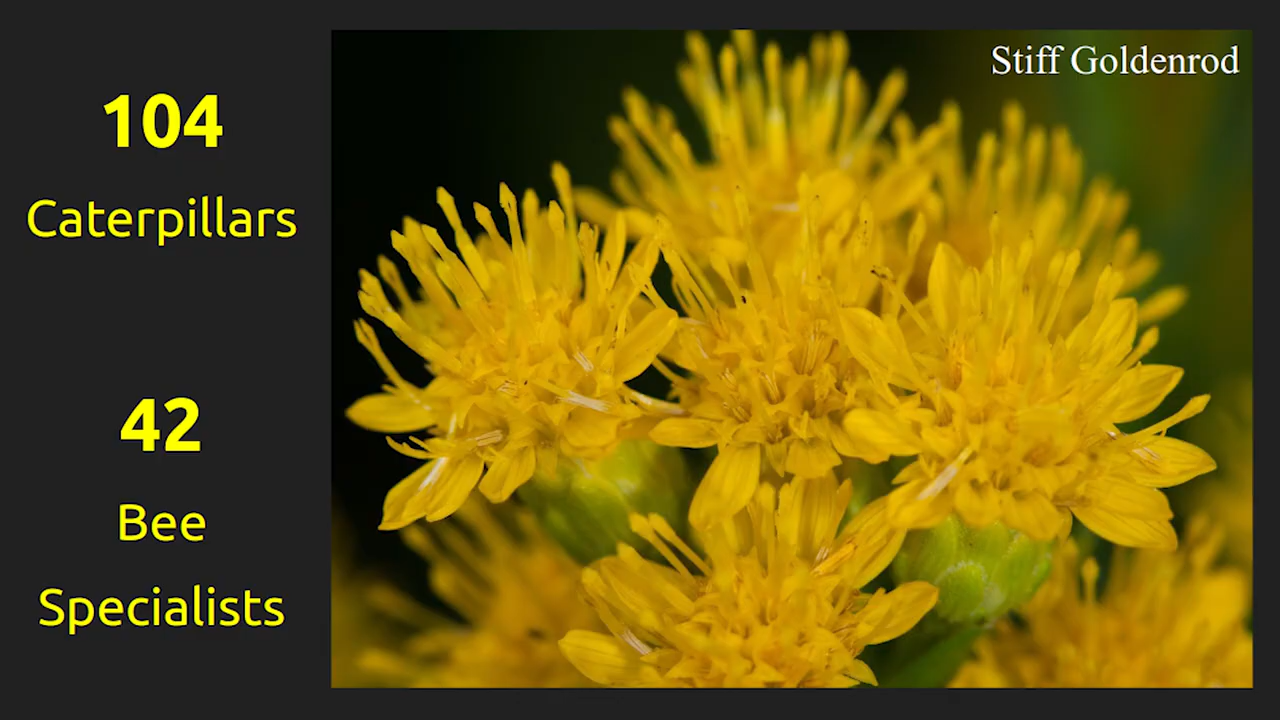 104
Caterpillars
42
Bee
Specialists
Stiff Goldenrod